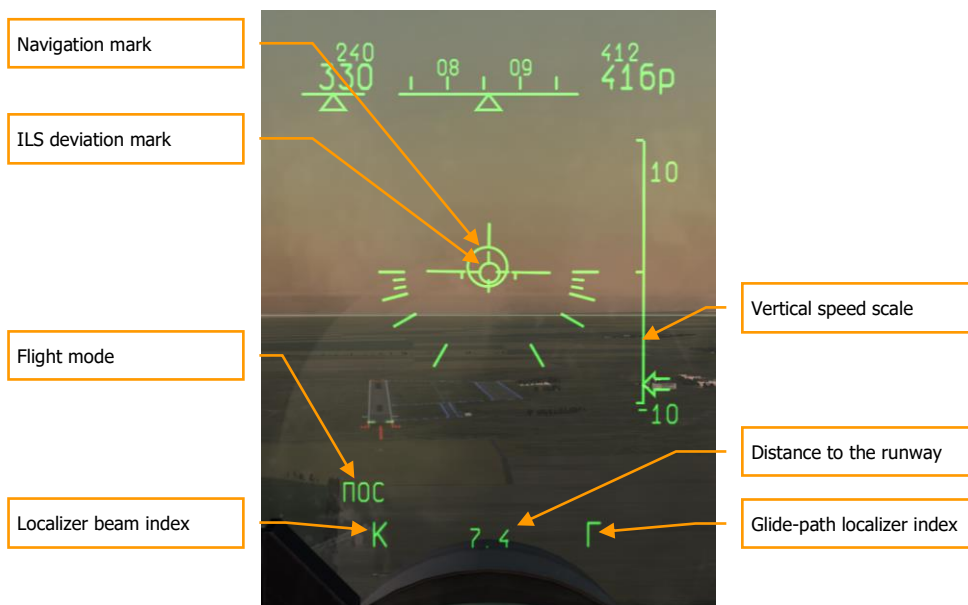 Navigation mark
240
412
330
08 09
416р
ILS deviation mark
10
Vertical speed scale
Flight mode
-10
Distance to the runway
ПОС
Localizer beam index
К
7.4
Г
Glide-path localizer index